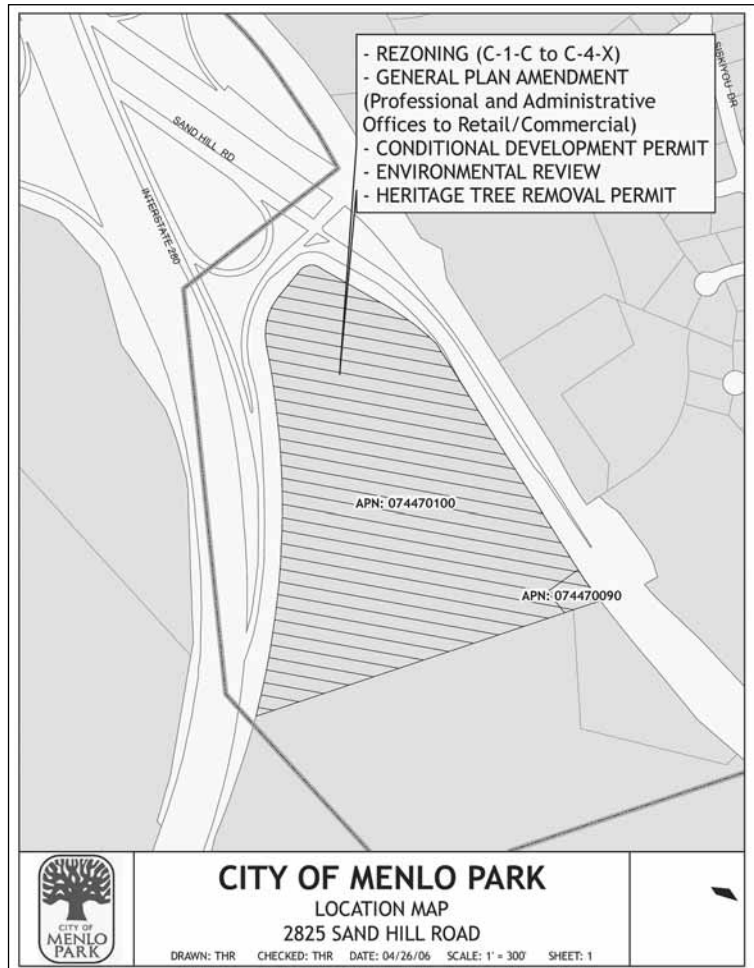 - REZONING (C-1-C to C-4-X)
- GENERAL PLAN AMENDMENT
(Professional and Administrative
Offices to Retail/Commercial)
- CONDITIONAL DEVELOPMENT PERMIT
- ENVIRONMENTAL REVIEW
- HERITAGE TREE REMOVAL PERMIT
SISKIYOU DR
SAND HILL RD
INTERSTATE 280
APN: 074470100
APN: 074470090
CITY OF
MENLO
PARK
CITY OF MENLO PARK
LOCATION MAP
2825 SAND HILL ROAD
DRAWN: THR CHECKED: THR DATE: 04/26/06 SCALE: 1' = 300' SHEET: 1